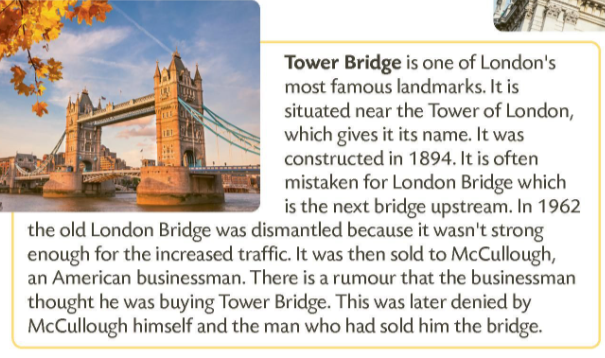 Tower Bridge is one of London's
most famous landmarks. It is
situated near the Tower of London,
which gives it its name. It was
constructed in 1894. It is often
mistaken for London Bridge which
is the next bridge upstream. In 1962
the old London Bridge was dismantled because it wasn't strong
enough for the increased traffic. It was then sold to McCullough,
an American businessman. There is a rumour that the businessman
thought he was buying Tower Bridge. This was later denied by
McCullough himself and the man who had sold him the bridge.